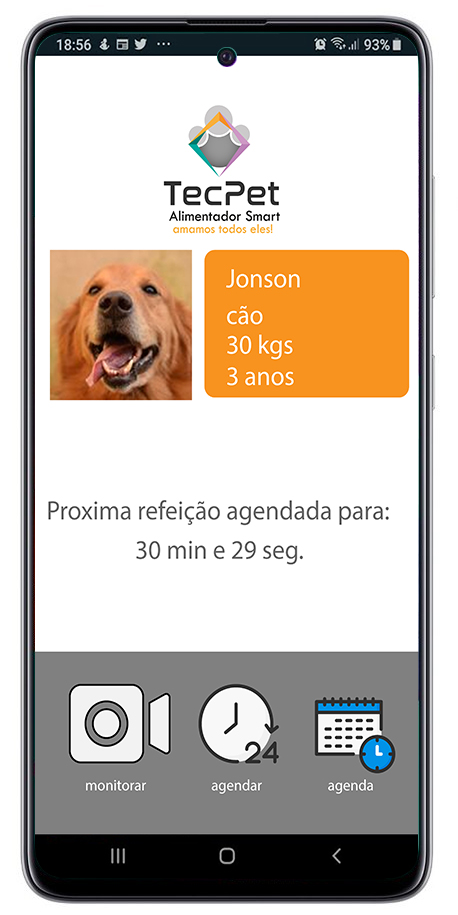 18:56
93%
TecPet
Alimentador Smart
amamos todos eles!
Jonson
cão
30 kgs
3 anos
Proxima refeição agendada para:
30 min e 29 seg.
24
monitorar
agendar
agenda